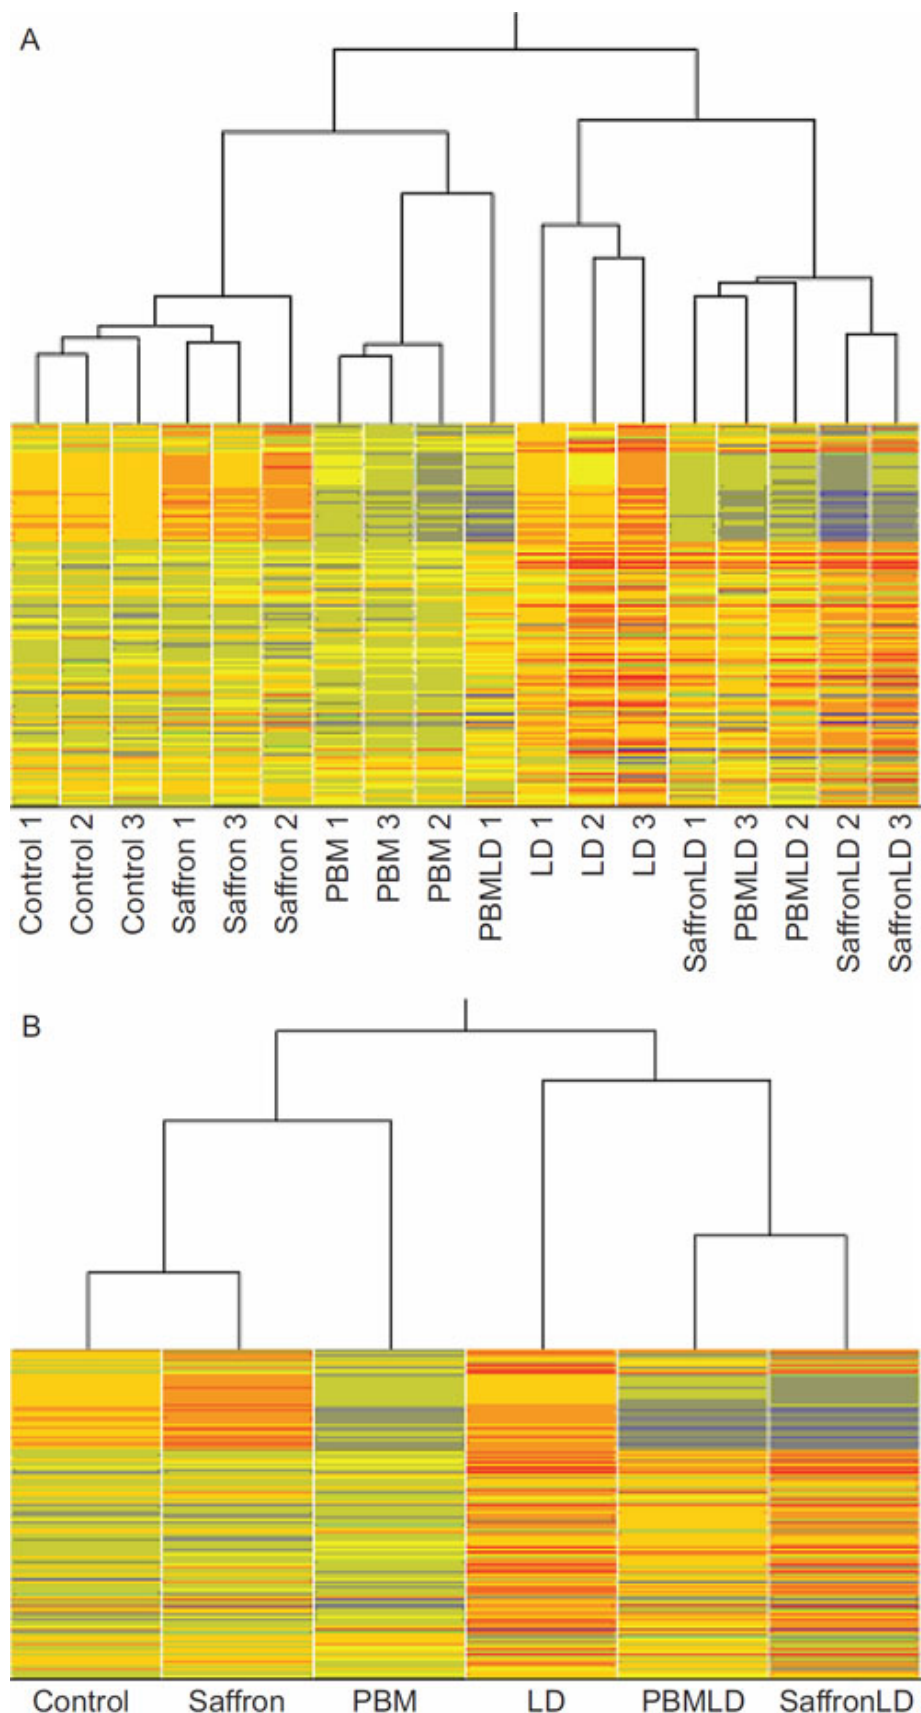 A
Control 1
Control 2
Control 3
Saffron 1
Saffron 3
Saffron 2
PBM 1
PBM 3
PBM 2
PBMLD 1
LD 1
LD 2
LD 3
SaffronLD 1
PBMLD 3
PBMLD 2
SaffronLD 2
SaffronLD 3
B
Control Saffron PBM LD PBMLD SaffronLD